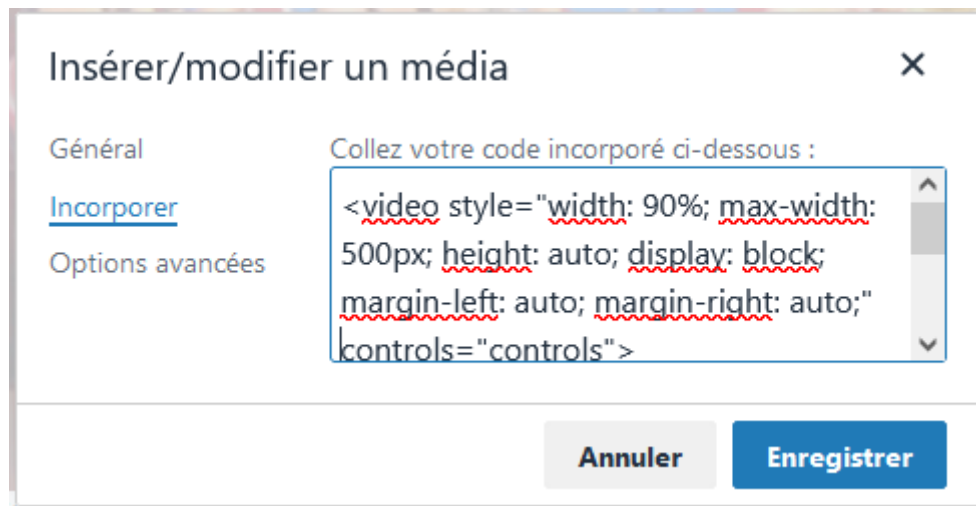 Insérer/modifier un média
Général
Collez votre code incorporé ci-dessous :
Incorporer
<video style="width: 90%; max-width:
500px; height: auto; display: block;
Options avancées
margin-left: auto; margin-right: auto;"
controls="controls">
Annuler
Enregistrer